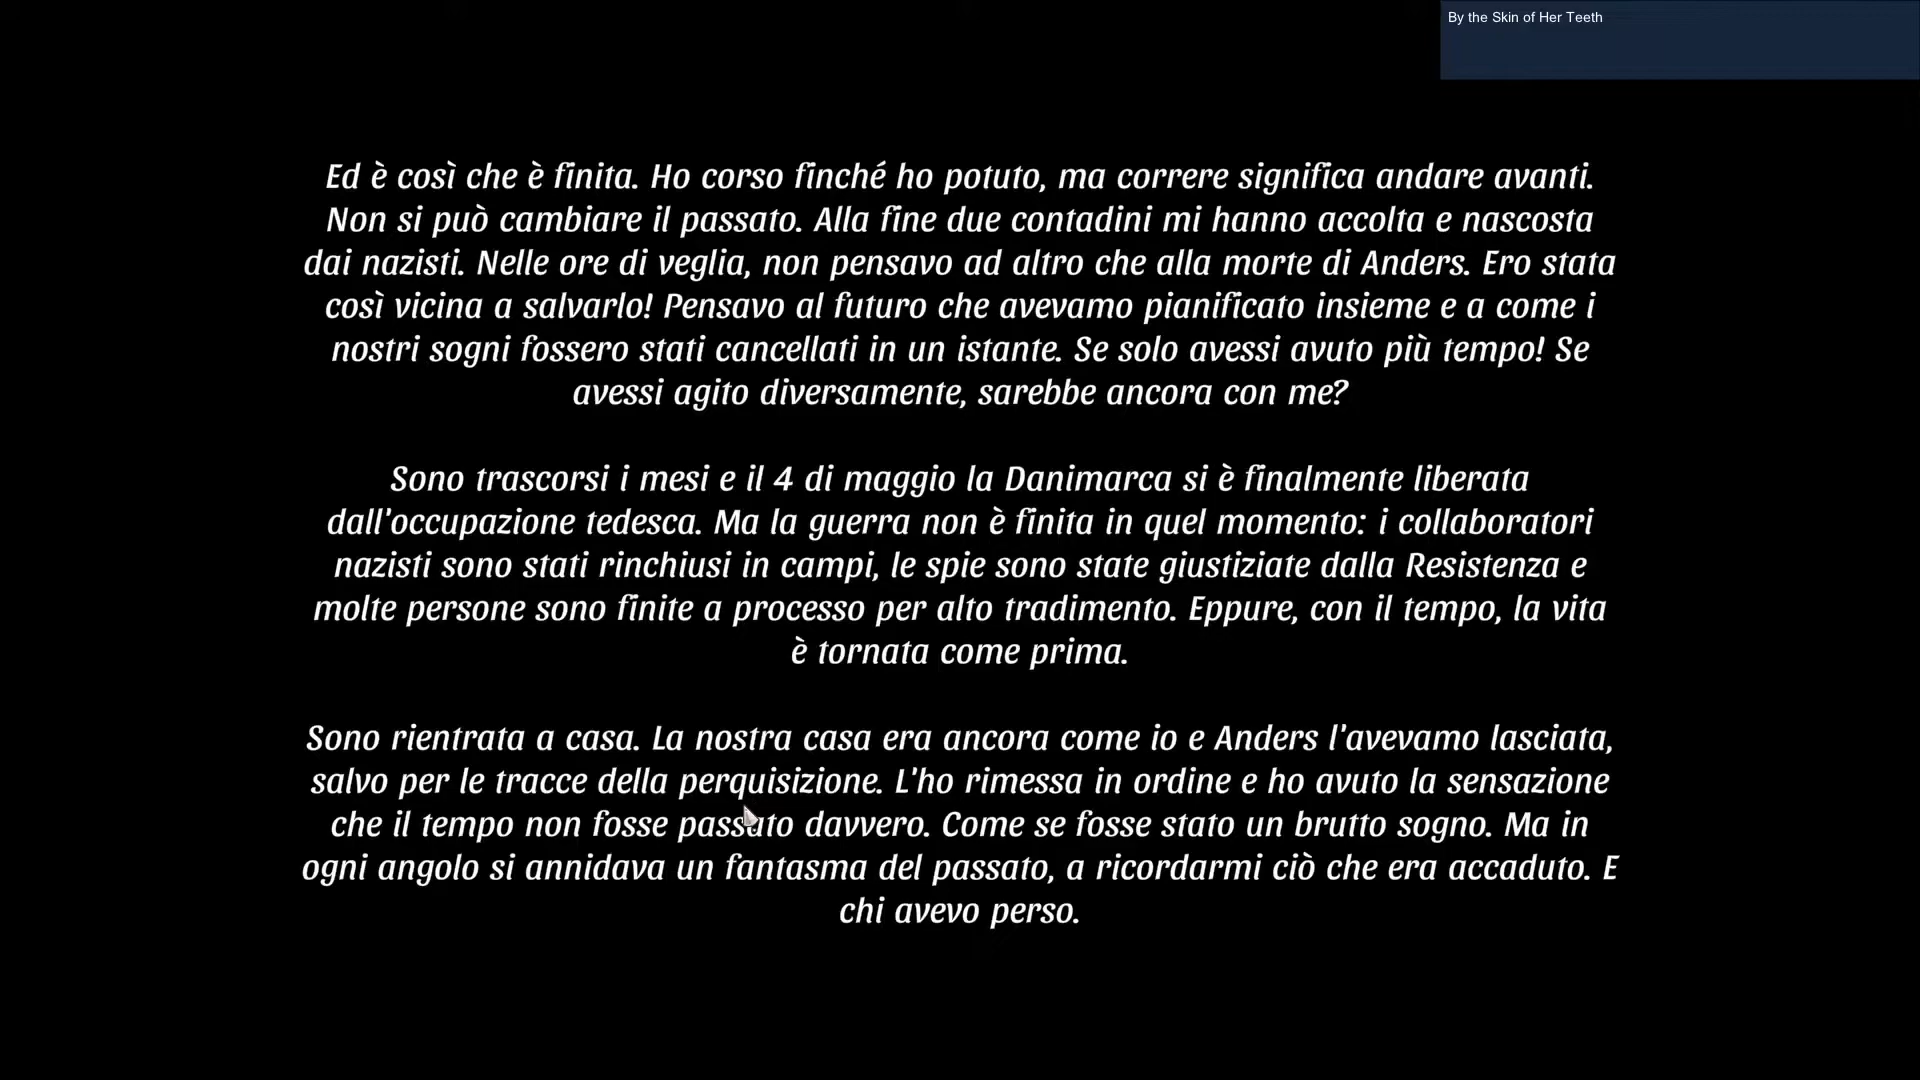 By the Skin of Her Teeth
Ed è così che è finita. Ho corso finché ho potuto, ma correre significa andare avanti.
Non si può cambiare il passato. Alla fine due contadini mi hanno accolta e nascosta
dai nazisti. Nelle ore di veglia, non pensavo ad altro che alla morte di Anders. Ero stata
così vicina a salvarlo! Pensavo al futuro che avevamo pianificato insieme e a come i
nostri sogni fossero stati cancellati in un istante. Se solo avessi avuto più tempo! Se
avessi agito diversamente, sarebbe ancora con me?
Sono trascorsi i mesi e il 4 di maggio la Danimarca si è finalmente liberata
dall'occupazione tedesca. Ma la guerra non è finita in quel momento: i collaboratori
nazisti sono stati rinchiusi in campi, le spie sono state giustiziate dalla Resistenza e
molte persone sono finite a processo per alto tradimento. Eppure, con il tempo, la vita
è tornata come prima.
Sono rientrata a casa. La nostra casa era ancora come io e Anders l'avevamo lasciata,
salvo per le tracce della perquisizione. L'ho rimessa in ordine e ho avuto la sensazione
che il tempo non fosse passato davvero. Come se fosse stato un brutto sogno. Ma in
ogni angolo si annidava un fantasma del passato, a ricordarmi ciò che era accaduto. E
chi avevo perso.